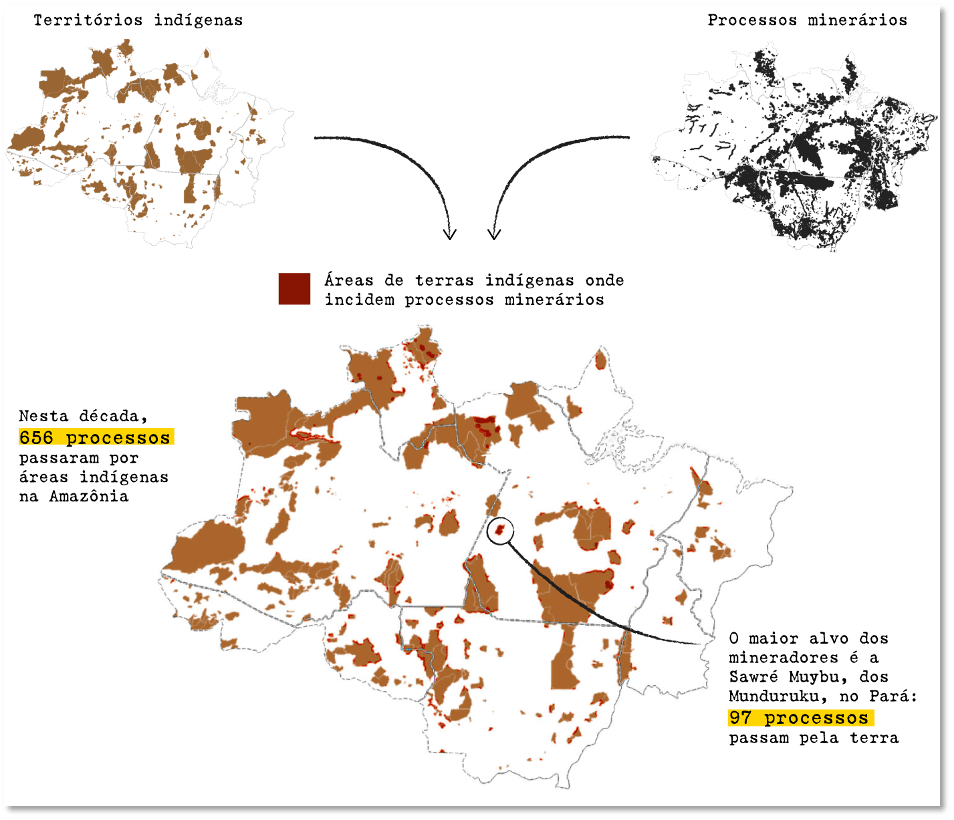 Territórios indígenas
Processos minerários
Áreas de terras indígenas onde
incidem processos minerários
Nesta década,
656 processos
passaram por
áreas indígenas
na Amazônia
O maior alvo dos
mineradores é a
Sawré Muybu, dos
Munduruku, no Pará:
97 processos
passam pela terra